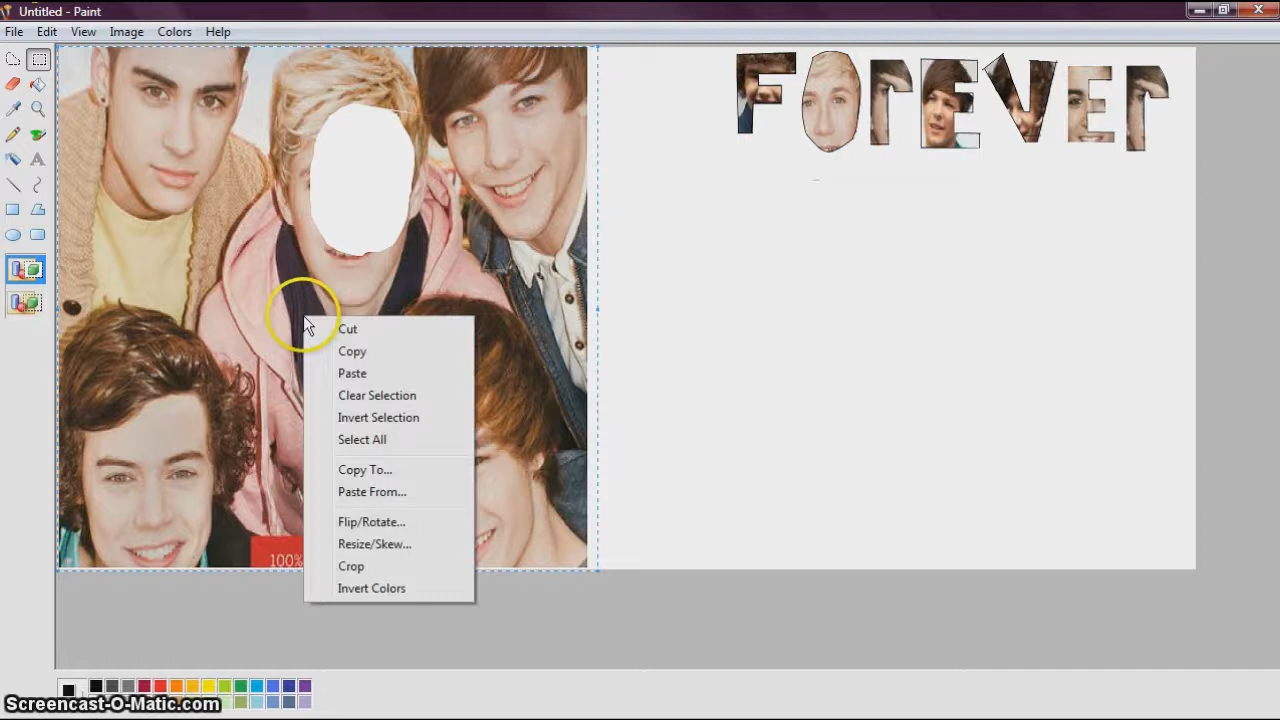 Untitled - Paint
File Edit View Image Colors Help
FOrEVEr
Cut
Copy
Paste
Clear Selection
Invert Selection
Select All
Copy To...
Paste From...
Flip/Rotate...
Resize/Skew...
Crop
Invert Colors
100%
Screencast-O-Matic.com